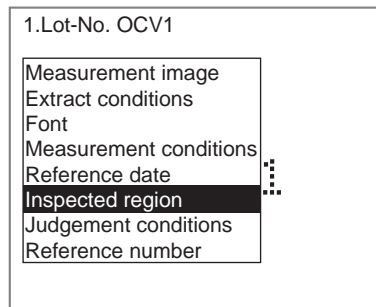 1.Lot-No. OCV1
Measurement image
Extract conditions
Font
Measurement conditions
Reference date
1.
Inspected region
Judgement conditions
Reference number